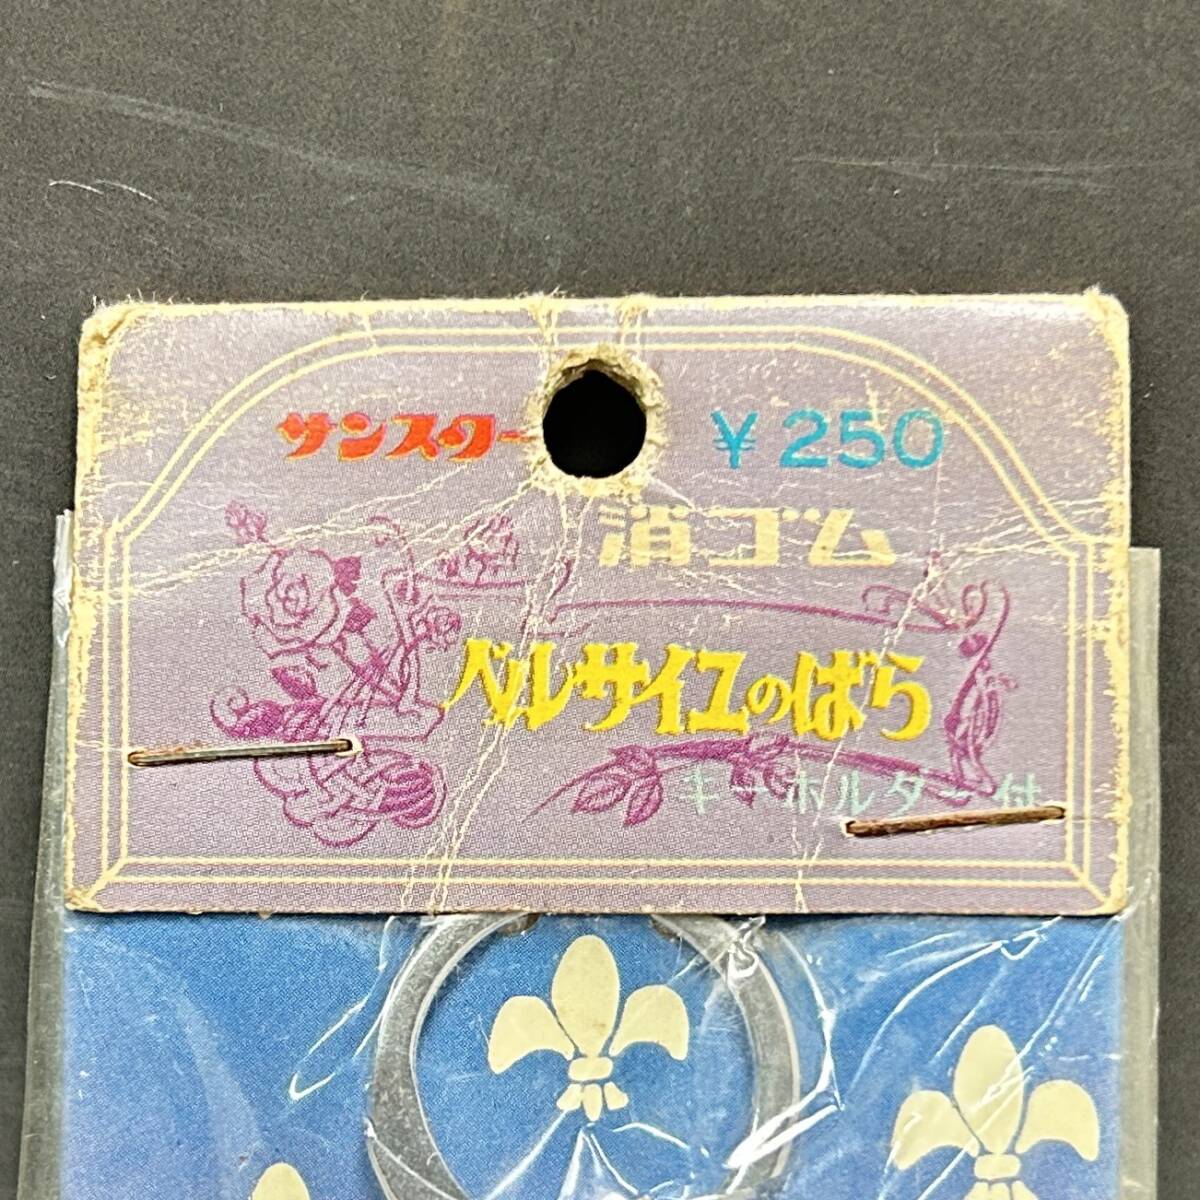 サンスター
¥250
消ゴム
ベルサイユのばら
キーホルダー付